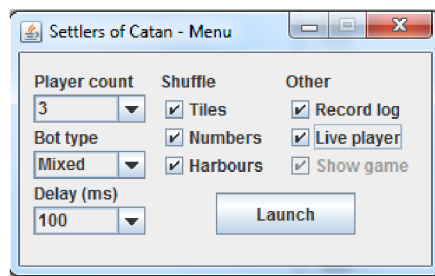 Settlers of Catan - Menu
Player count Shuffle Other
3 Tiles Record log
Bot type Numbers Live player
Mixed Harbours Show game
Delay (ms)
100 Launch